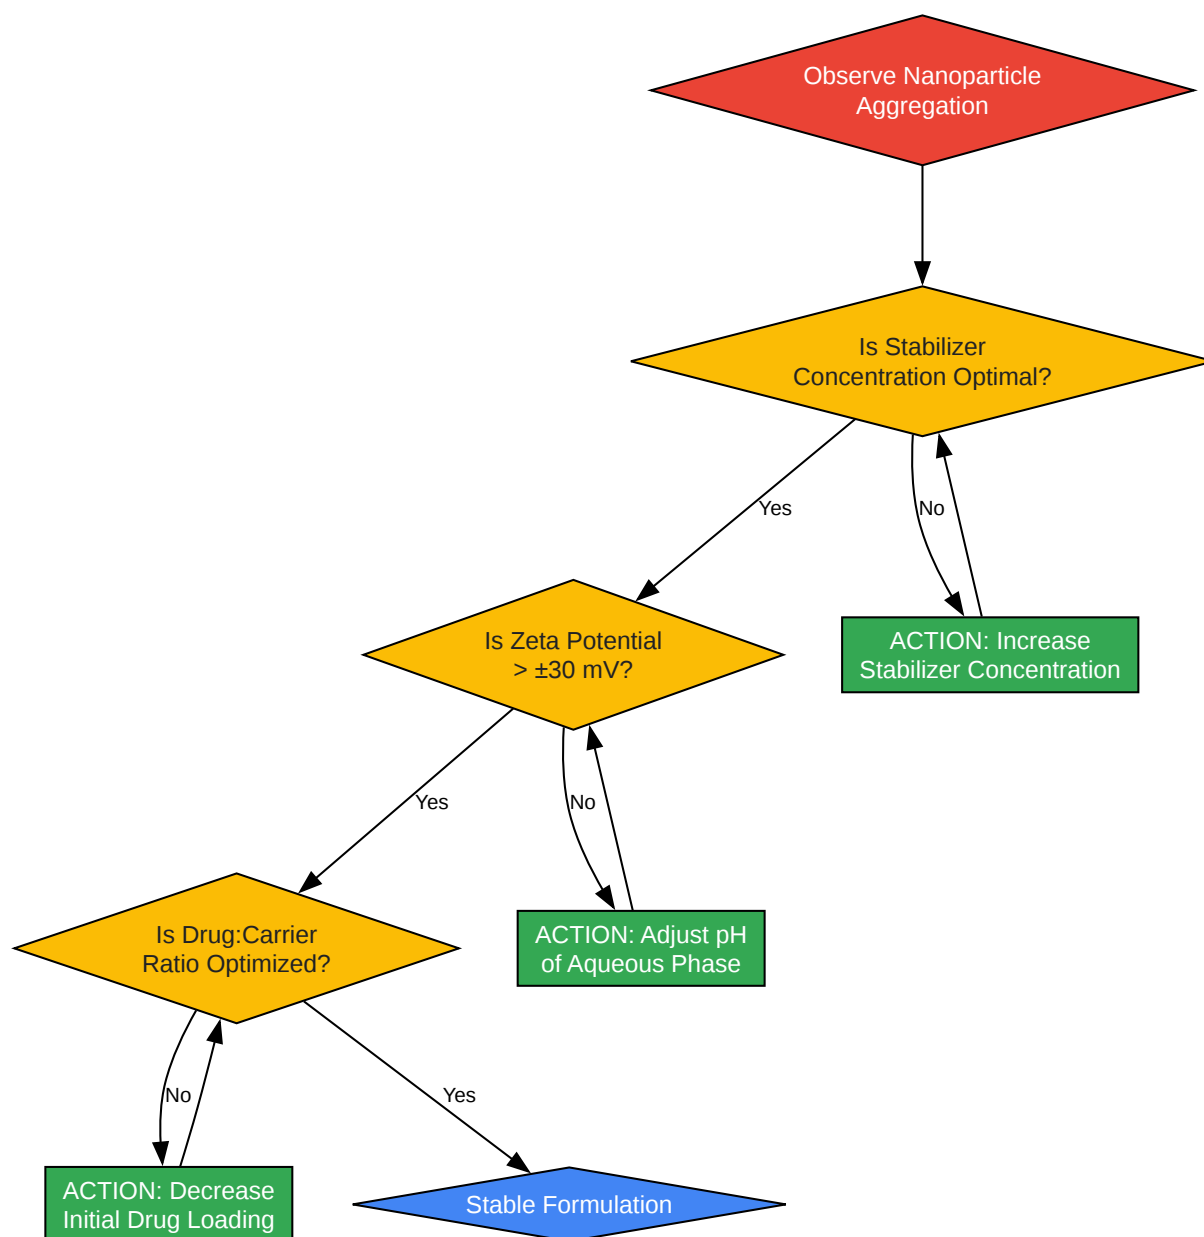 Observe Nanoparticle
Aggregation
Is Stabilizer
Concentration Optimal?
Yes
No
Is Zeta Potential
> ±30 mV?
ACTION: Increase
Stabilizer Concentration
Yes
No
Is Drug:Carrier
Ratio Optimized?
ACTION: Adjust pH
of Aqueous Phase
No
Yes
ACTION: Decrease
Initial Drug Loading
Stable Formulation